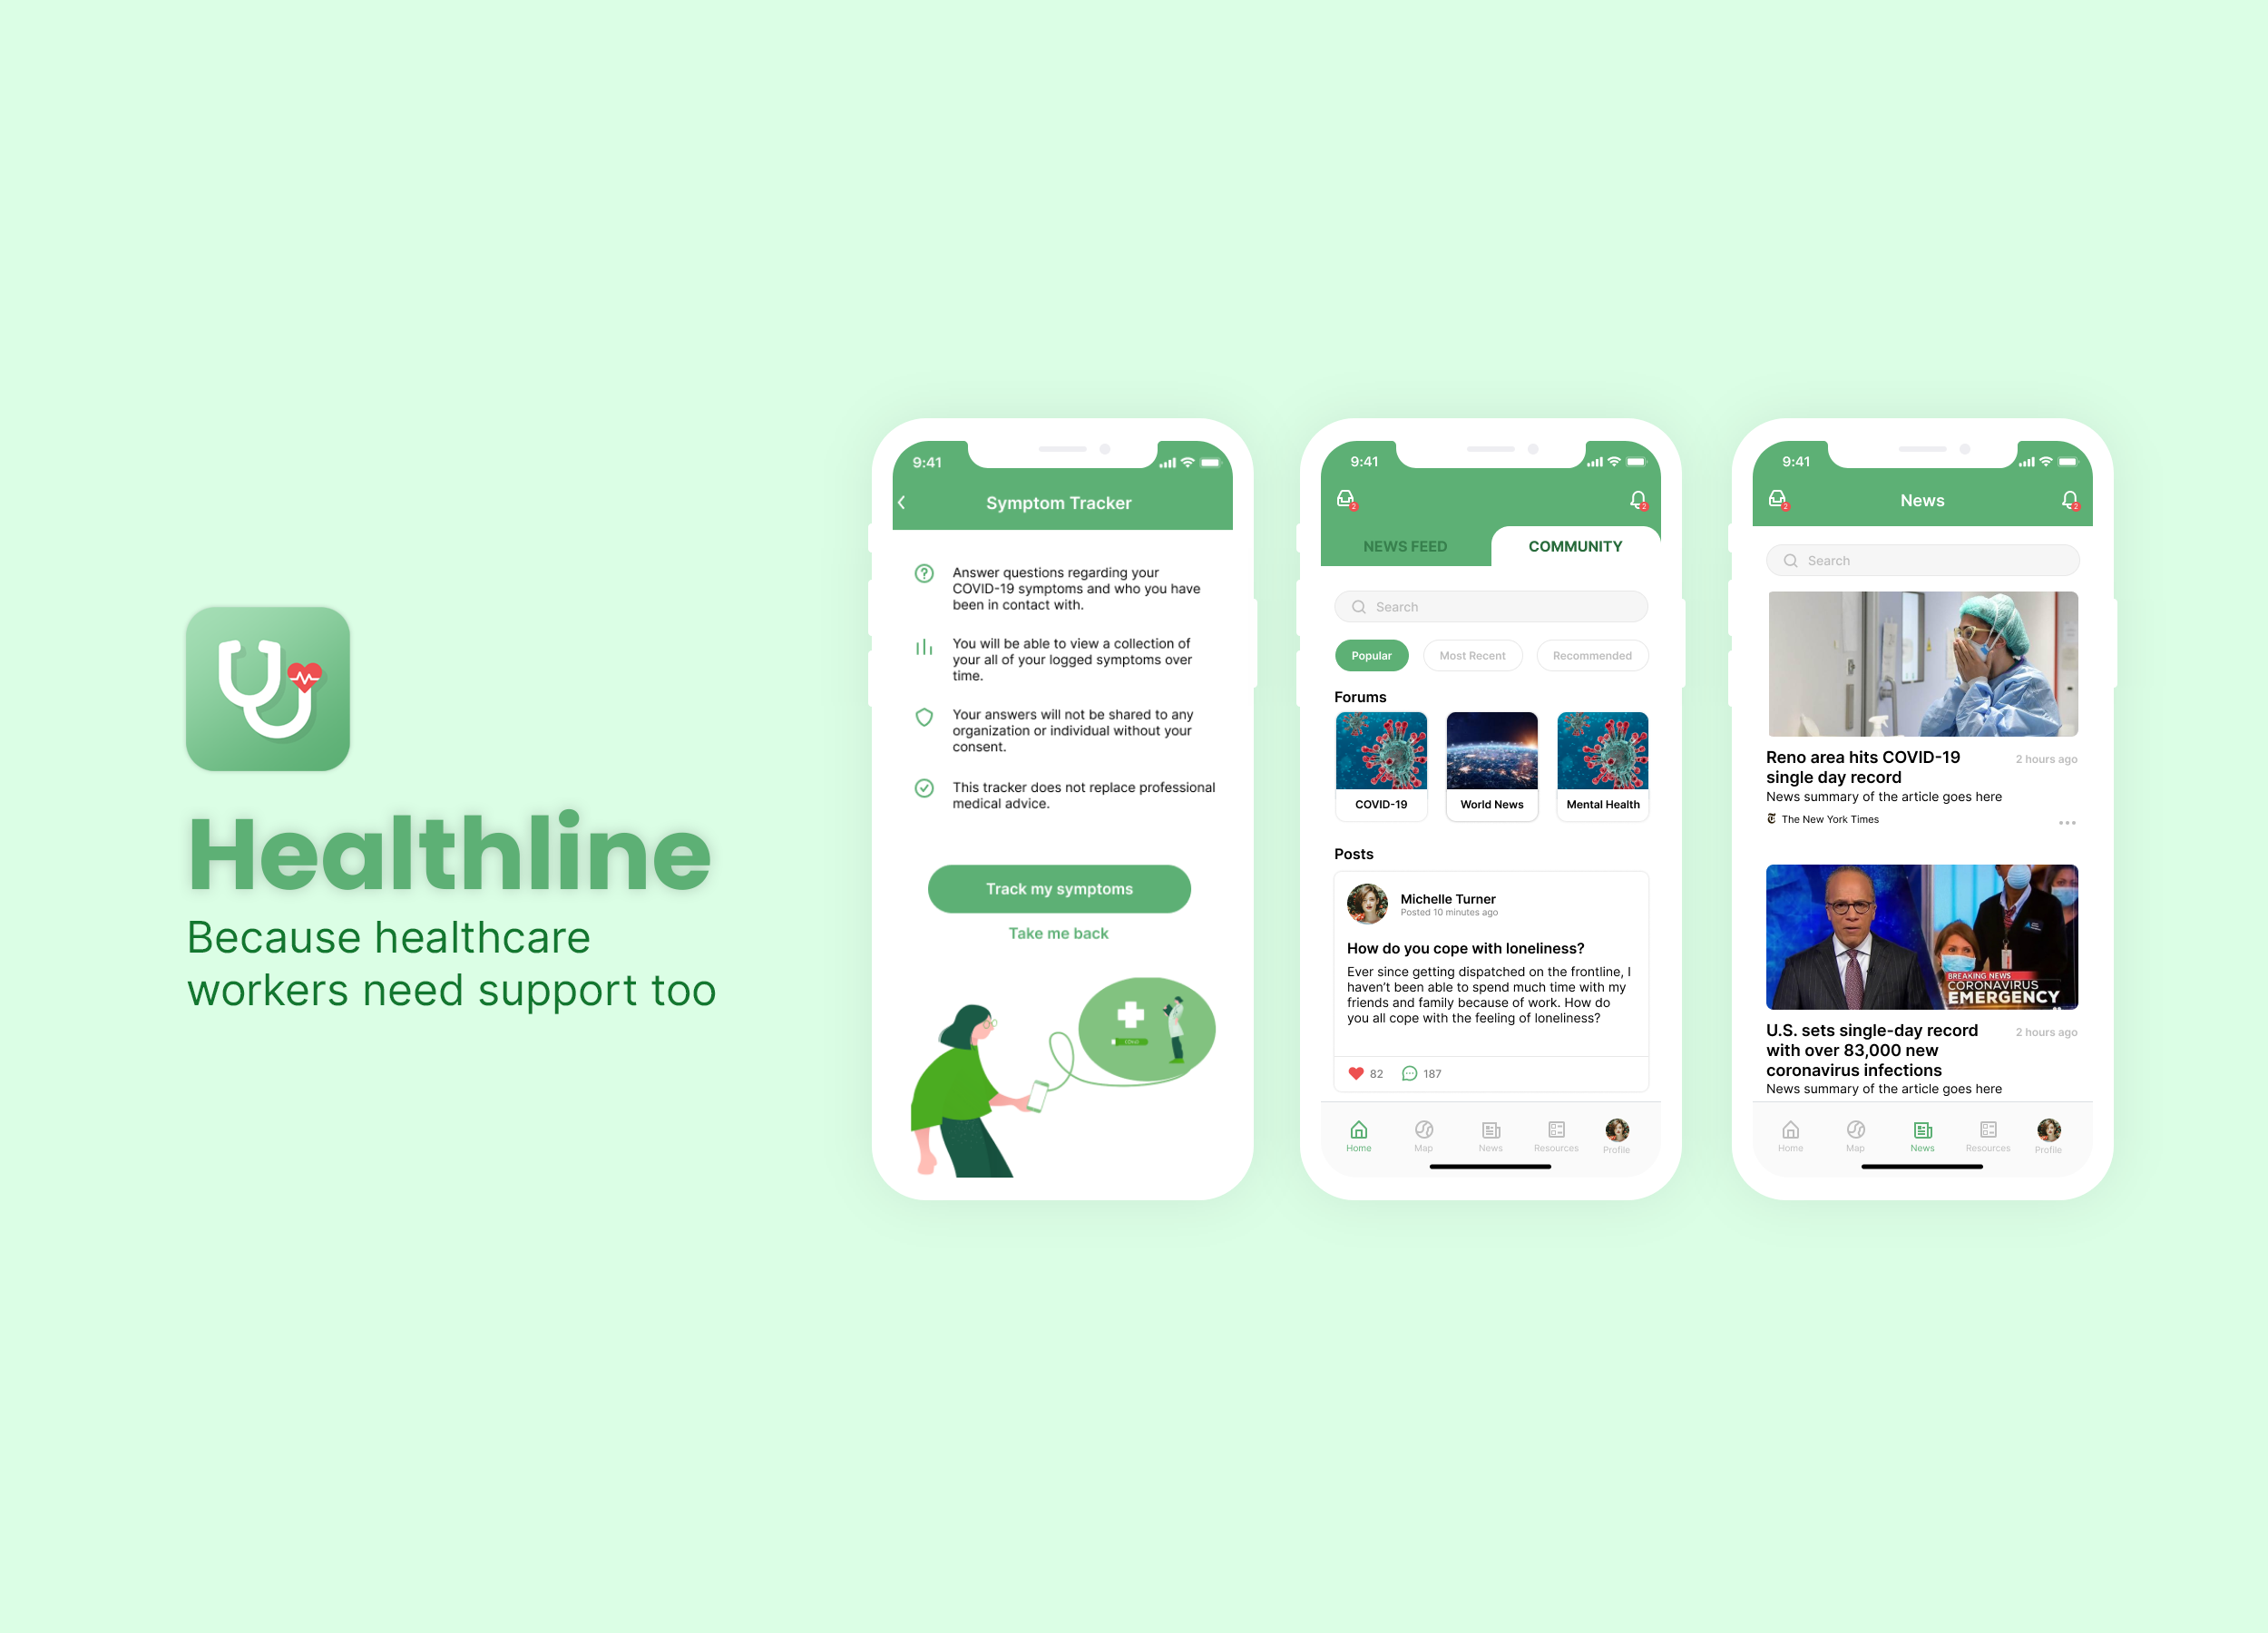 Healthline
Because healthcare
workers need support too
9:41
Symptom Tracker
Answer questions regarding your
COVID-19 symptoms and who you have
been in contact with.
You will be able to view a collection of
your all of your logged symptoms over
time.
Your answers will not be shared to any
organization or individual without your
consent.
This tracker does not replace professional
medical advice.
Track my symptoms
Take me back
9:41
2
2
NEWS FEED
COMMUNITY
Search
Popular
Most Recent
Recommended
Forums
COVID-19
World News
Mental Health
Posts
Michelle Turner
Posted 10 minutes ago
How do you cope with loneliness?
Ever since getting dispatched on the frontline, I
haven't been able to spend much time with my
friends and family because of work. How do
you all cope with the feeling of loneliness?
82
187
Home
Map
News
Resources
Profile
9:41
2
News
2
Search
Reno area hits COVID-19
single day record
2 hours ago
News summary of the article goes here
The New York Times
BREAKING NEWS
CORONAVIRUS
EMERGENCY
U.S. sets single-day record
with over 83,000 new
coronavirus infections
2 hours ago
News summary of the article goes here
Home
Map
News
Resources
Profile